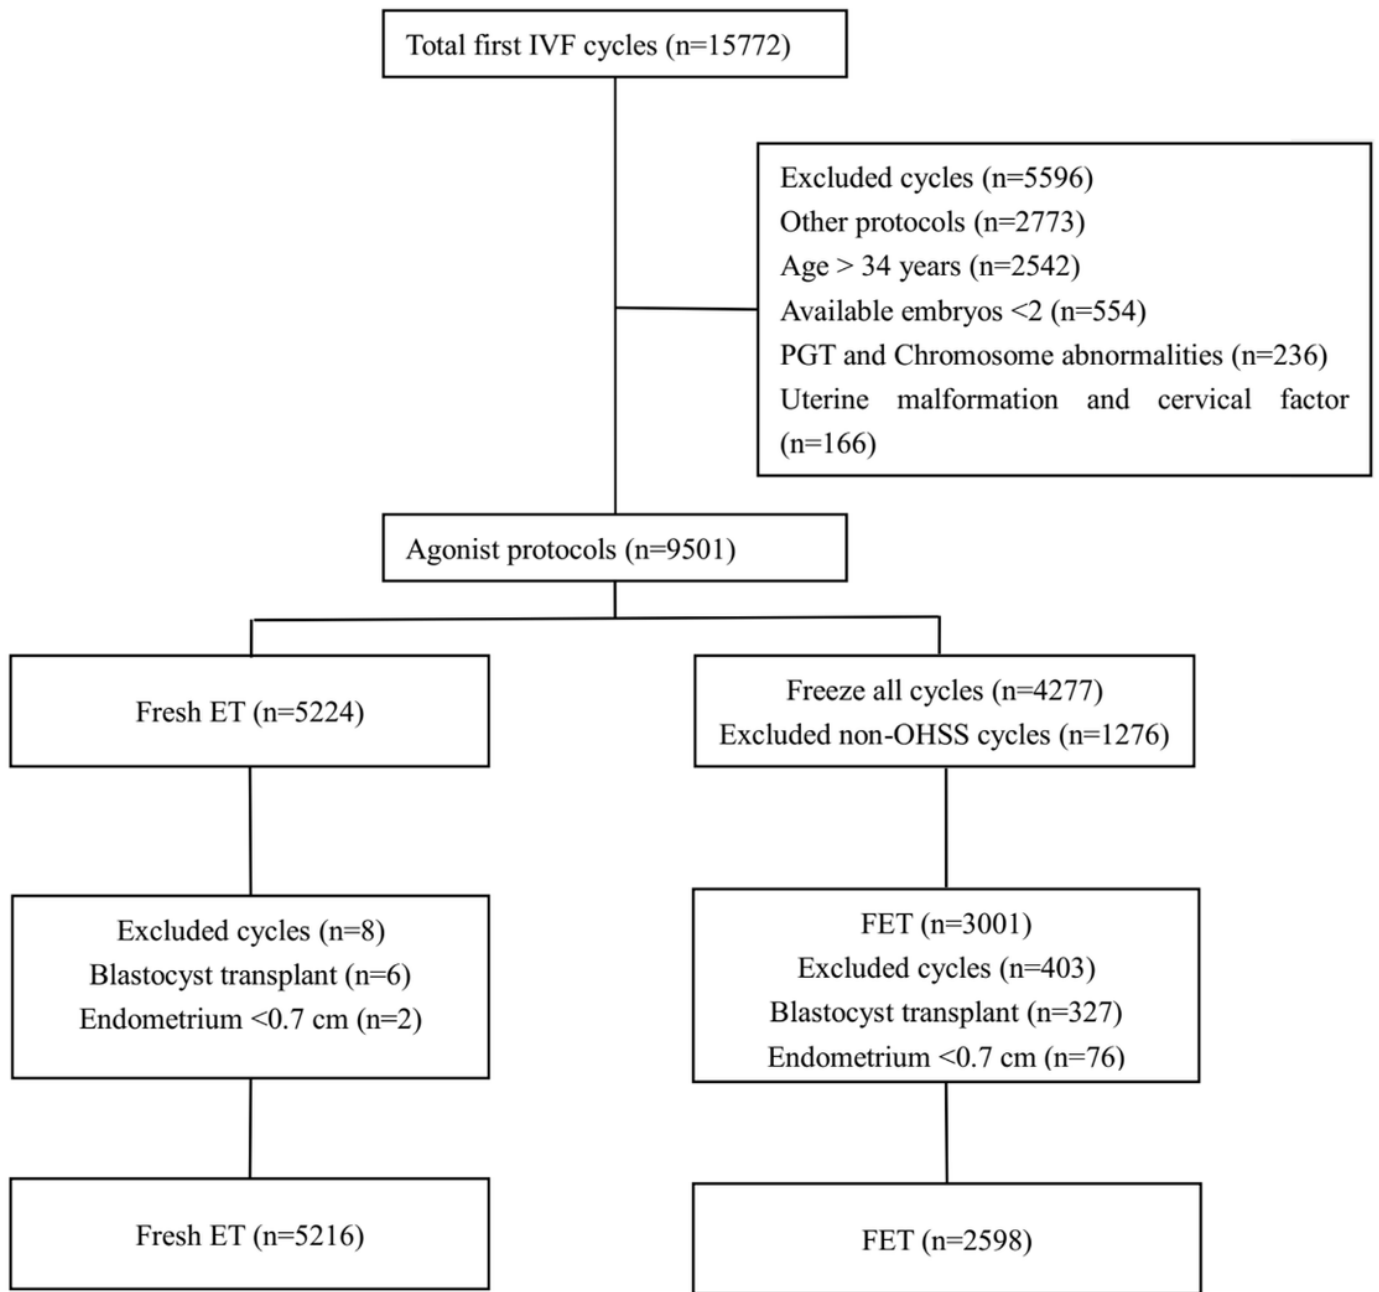 Total first IVF cycles (n=15772)
Excluded cycles (n=5596)
Other protocols (n=2773)
Age > 34 years (n=2542)
Available embryos <2 (n=554)
PGT and Chromosome abnormalities (n=236)
Uterine malformation and cervical factor
(n=166)
Agonist protocols (n=9501)
Fresh ET (n=5224)
Freeze all cycles (n=4277)
Excluded non-OHSS cycles (n=1276)
Excluded cycles (n=8)
Blastocyst transplant (n=6)
Endometrium <0.7 cm (n=2)
FET (n=3001)
Excluded cycles (n=403)
Blastocyst transplant (n=327)
Endometrium <0.7 cm (n=76)
Fresh ET (n=5216)
FET (n=2598)